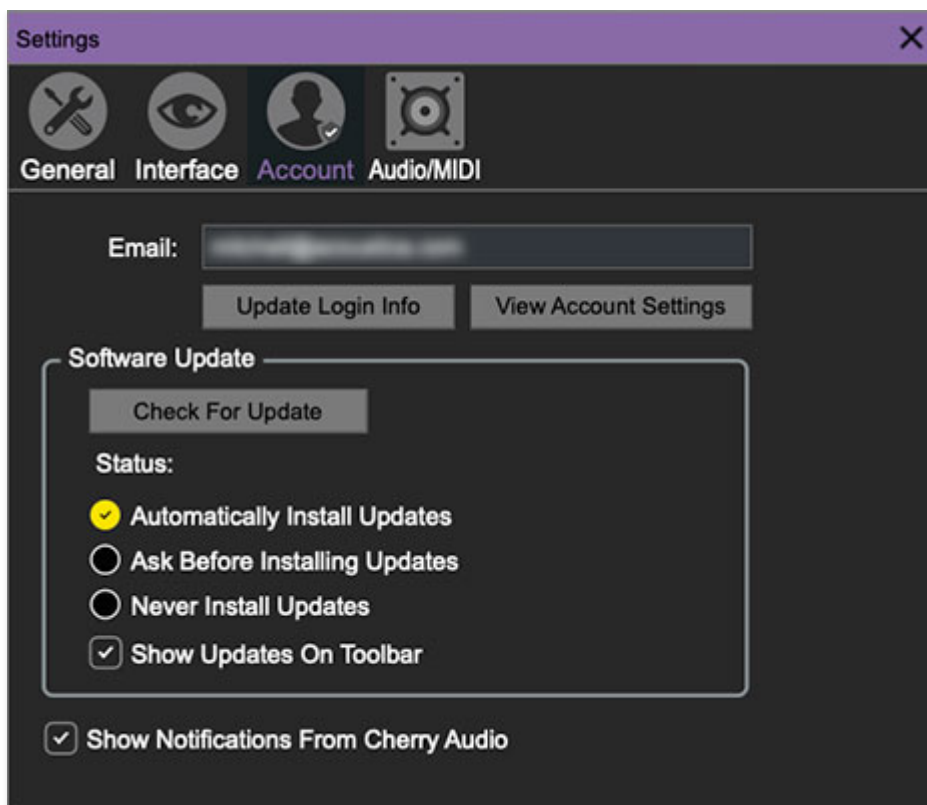 Settings
General Interface Account Audio/MIDI
Email:
Update Login Info View Account Settings
Software Update
Check For Update
Status:
Automatically Install Updates
Ask Before Installing Updates
Never Install Updates
Show Updates On Toolbar
Show Notifications From Cherry Audio